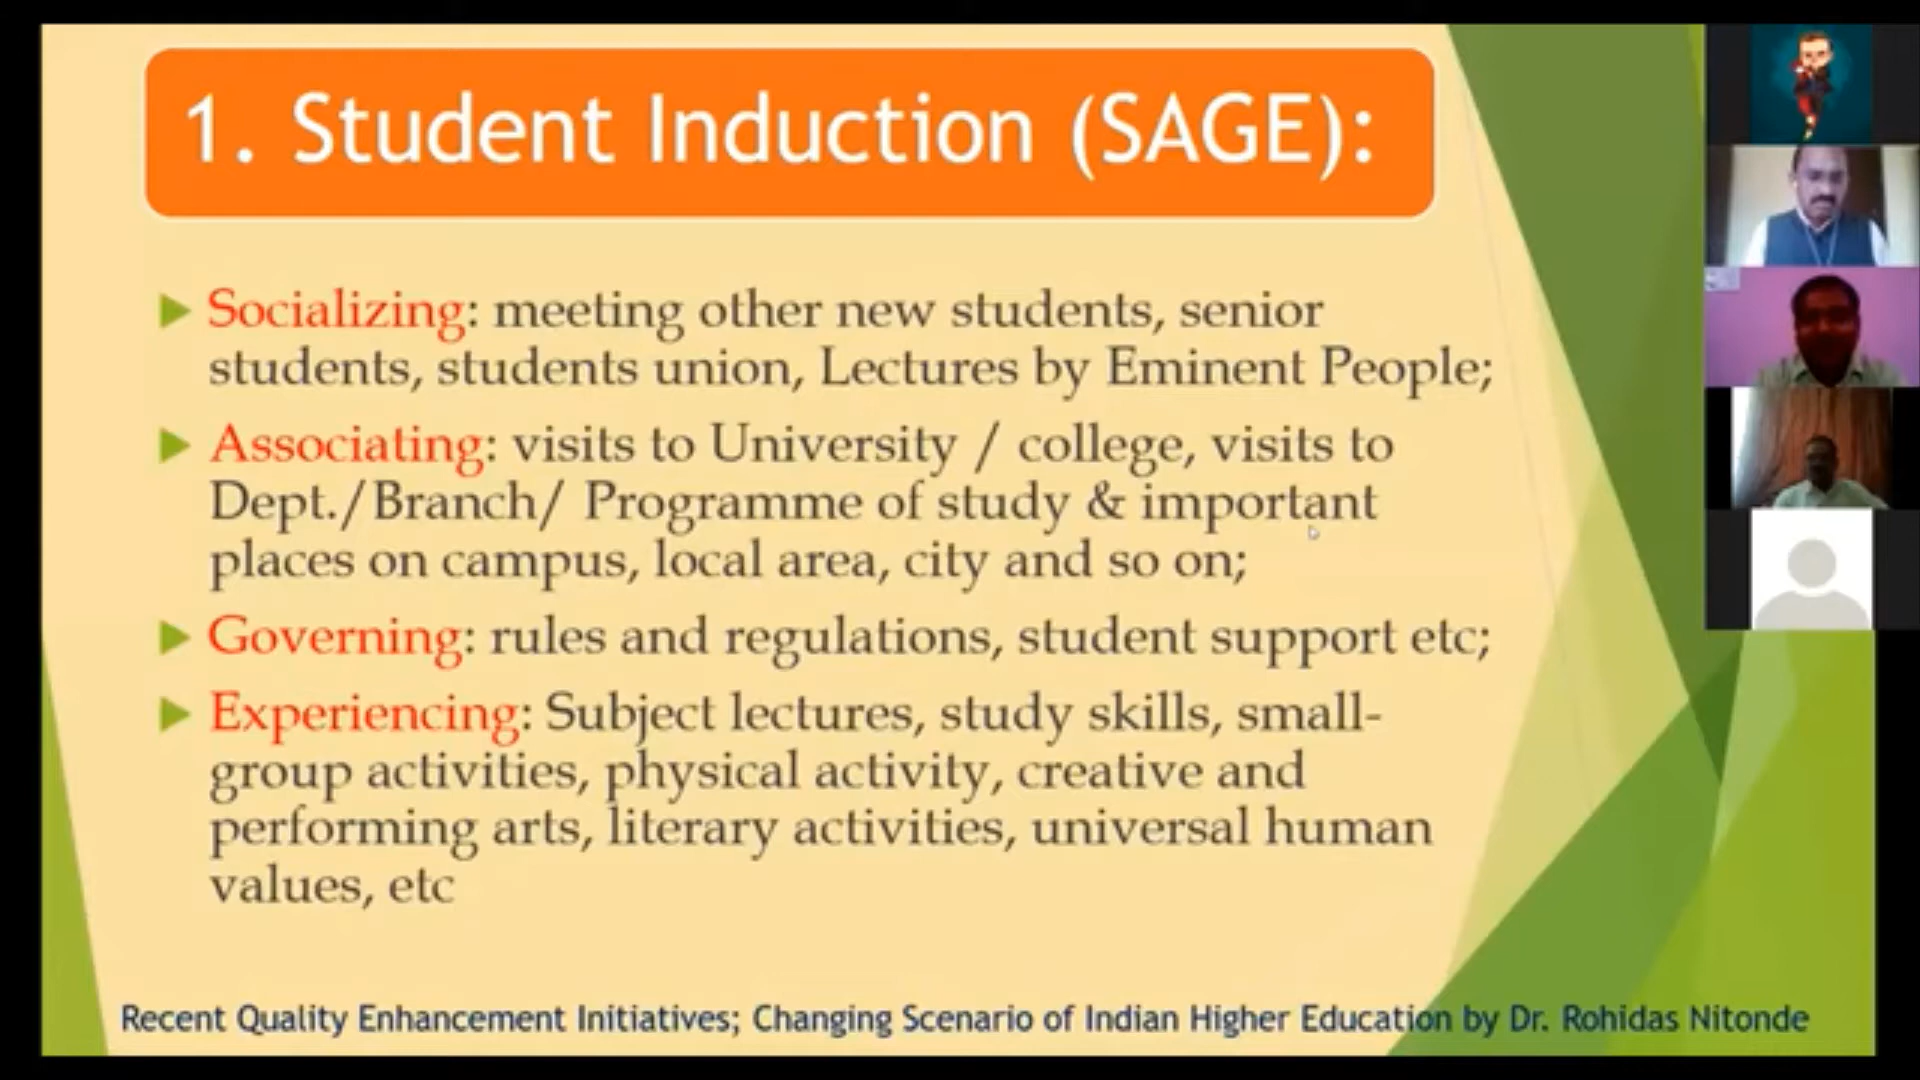 1. Student Induction (SAGE):
Socializing: meeting other new students, senior
students, students union, Lectures by Eminent People;
Associating: visits to University / college, visits to
Dept./Branch/ Programme of study & important
places on campus, local area, city and so on;
Governing: rules and regulations, student support etc;
Experiencing: Subject lectures, study skills, small-
group activities, physical activity, creative and
performing arts, literary activities, universal human
values, etc
Recent Quality Enhancement Initiatives; Changing Scenario of Indian Higher Education by Dr. Rohidas Nitonde